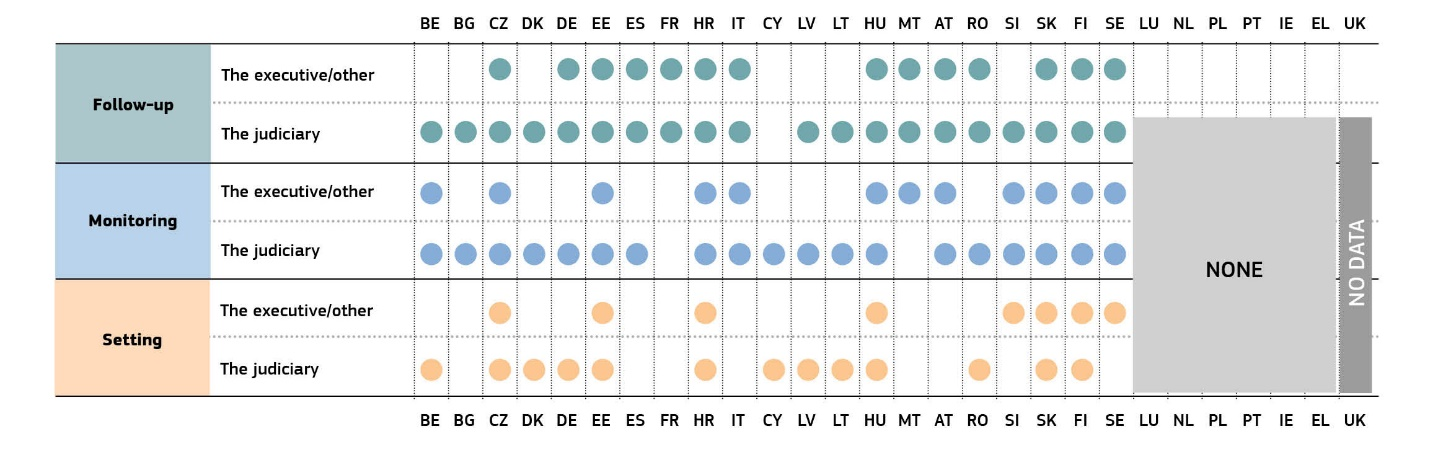 BE BG CZ DK DE EE ES FR HR IT CY LV LT HU MT AT RO SI SK FI SE LU NL PL PT IE EL UK
Follow-up
The executive/other
The judiciary
Monitoring
The executive/other
The judiciary
Setting
The executive/other
The judiciary
NONE
NO DATA
BE BG CZ DK DE EE ES FR HR IT CY LV LT HU MT AT RO SI SK FI SE LU NL PL PT IE EL UK